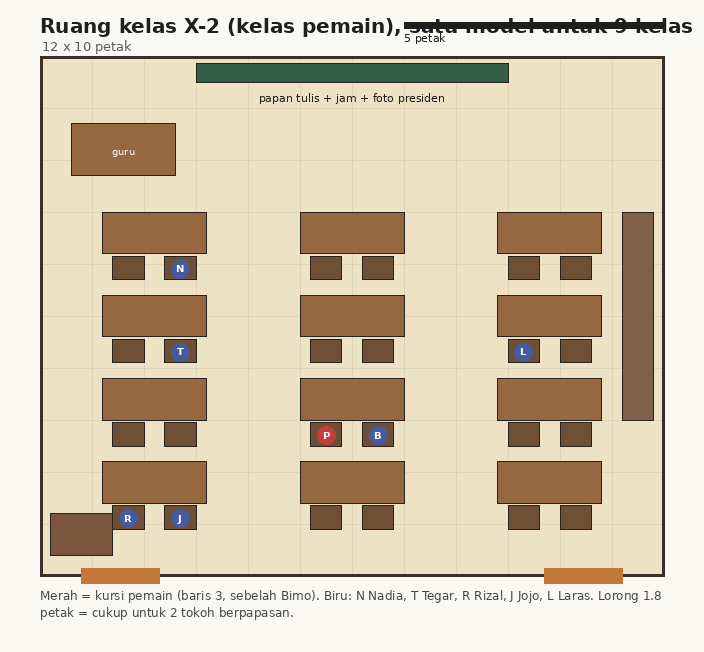 Ruang kelas X-2 (kelas pemain), satu model untuk 9 kelas
5 petak
12 x 10 petak
papan tulis + jam + foto presiden
guru
N
T
L
P
B
R
J
Merah = kursi pemain (baris 3, sebelah Bimo). Biru: N Nadia, T Tegar, R Rizal, J Jojo, L Laras. Lorong 1.8
petak = cukup untuk 2 tokoh berpapasan.